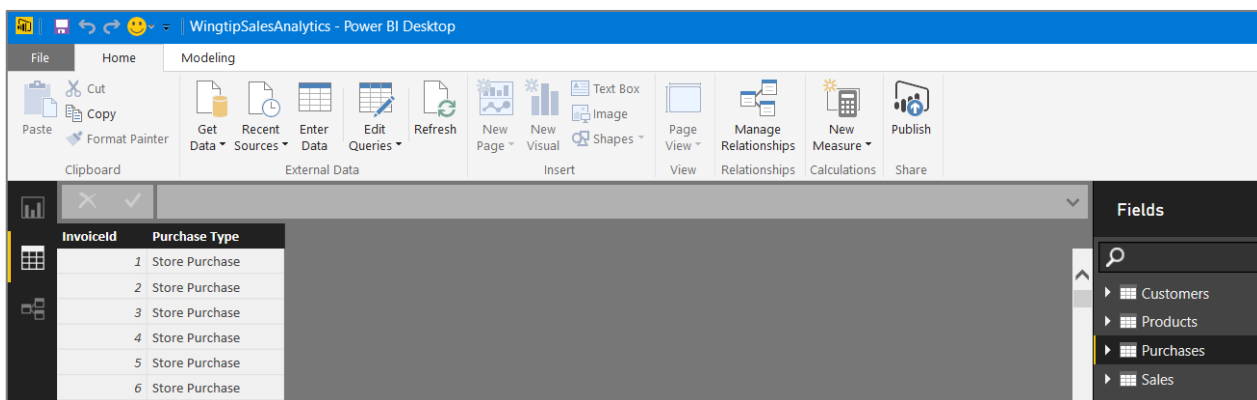 WingtipSalesAnalytics - Power BI Desktop
File Home Modeling
Paste
Cut
Copy
Format Painter
Clipboard
Get Data
Recent Sources
Enter Data
Edit Queries
Refresh
External Data
New Page
New Visual
Text Box
Image
Shapes
Insert
Page View
View
Manage Relationships
Relationships
New Measure
Calculations
Publish
Share
InvoiceId Purchase Type
1 Store Purchase
2 Store Purchase
3 Store Purchase
4 Store Purchase
5 Store Purchase
6 Store Purchase
Fields
Customers
Products
Purchases
Sales